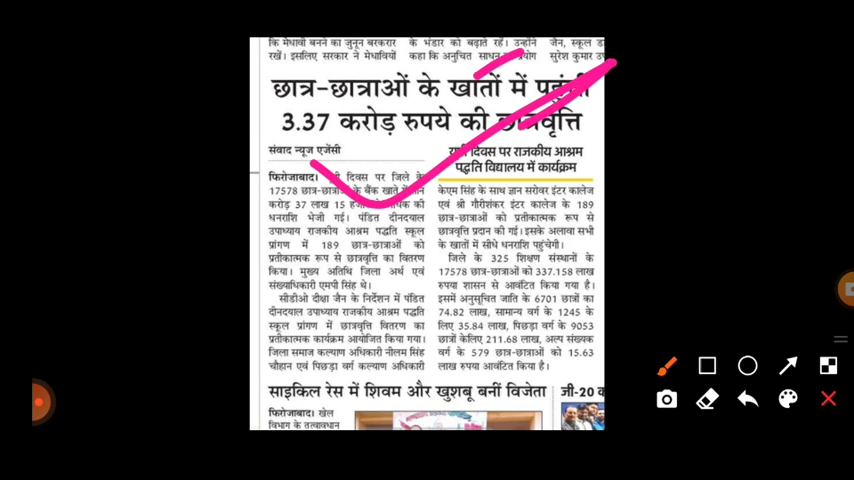 कि मेधावी बनने का जुनून बरकरार
रखें। इसलिए सरकार ने मेधावियों
के भंडार को बढ़ाते रहें। उन्होंने
कहा कि अनुचित साधन
जैन, स्कूल
सुरेश कुमार
छात्र-छात्राओं के खातों में पहुंची
3.37 करोड़ रुपये की छात्रवृत्ति
संवाद न्यूज एजेंसी
फिरोजाबाद। यूपी दिवस पर जिले के
17578 के बैंक खाते में तीन
करोड़ 37 लाख 15 की
धनराशि भेजी गई। पंडित दीनदयाल
उपाध्याय राजकीय आश्रम पद्धति स्कूल
प्रांगण में 189 छात्र-छात्राओं को
प्रतीकात्मक रूप से छात्रवृत्ति का वितरण
किया। मुख्य अतिथि जिला अर्थ एवं
संख्याधिकारी एमपी सिंह थे।
सीडीओ दीक्षा जैन के निर्देशन में पंडित
दीनदयाल उपाध्याय राजकीय आश्रम पद्धति
स्कूल प्रांगण में छात्रवृत्ति वितरण का
प्रतीकात्मक कार्यक्रम आयोजित किया गया।
जिला समाज कल्याण अधिकारी नीलम सिंह
चौहान एवं पिछड़ा वर्ग कल्याण अधिकारी
यूपी दिवस पर राजकीय आश्रम
पद्धति विद्यालय में कार्यक्रम
केएम सिंह के साथ ज्ञान सरोवर इंटर कालेज
एवं श्री गौरीशंकर इंटर कालेज के 189
छात्र-छात्राओं को प्रतीकात्मक रूप से
छात्रवृत्ति प्रदान की गई। इसके अलावा सभी
के खातों में सीधे धनराशि पहुंचेगी।
जिले के 325 शिक्षण संस्थानों के
17578 छात्र-छात्राओं को 337.158 लाख
रुपया शासन से आवंटित किया गया है।
इसमें अनुसूचित जाति के 6701 छात्रों का
74.82 लाख, सामान्य वर्ग के 1245 के
लिए 35.84 लाख, पिछड़ा वर्ग के 9053
छात्रों केलिए 211.68 लाख, अल्प संख्यक
वर्ग के 579 छात्र-छात्राओं को 15.63
लाख रुपया आवंटित किया है।
साइकिल रेस में शिवम और खुशबू बनीं विजेता
फिरोजाबाद। खेल
विभाग के तत्वावधान
जी-20